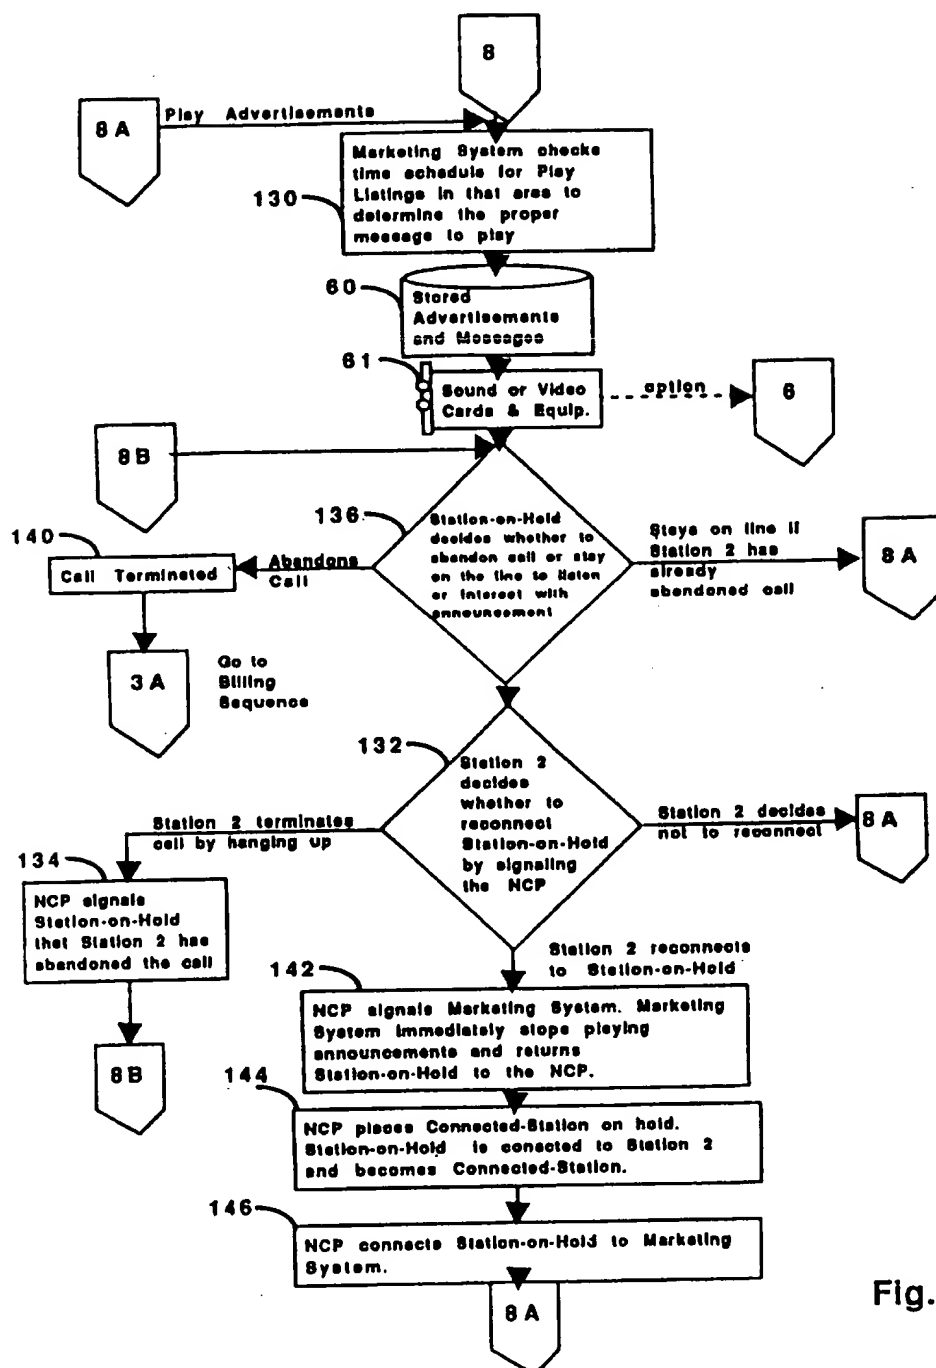 8
8A
Play Advertisements
130
Marketing System checks
time schedule for Play
Listings in that area to
determine the proper
message to play
60
Stored
Advertisements
and Messages
61
Sound or Video
Cards & Equip.
option
6
8B
136
Station-on-Hold
decides whether to
abandon call or stay
on the line to listen
or interact with
announcement
Stays on line if
Station 2 has
already
abandoned call
8A
140
Abandons
Call
Call Terminated
3A
Go to
Billing
Sequence
132
Station 2
decides
whether to
reconnect
Station-on-Hold
by signaling
the NCP
Station 2 terminates
call by hanging up
Station 2 decides
not to reconnect
8A
134
NCP signals
Station-on-Hold
that Station 2 has
abandoned the call
8B
Station 2 reconnects
to Station-on-Hold
142
NCP signals Marketing System. Marketing
System immediately stops playing
announcements and returns
Station-on-Hold to the NCP.
144
NCP places Connected-Station on hold.
Station-on-Hold is conected to Station 2
and becomes Connected-Station.
146
NCP connects Station-on-Hold to Marketing
System.
8A
Fig.